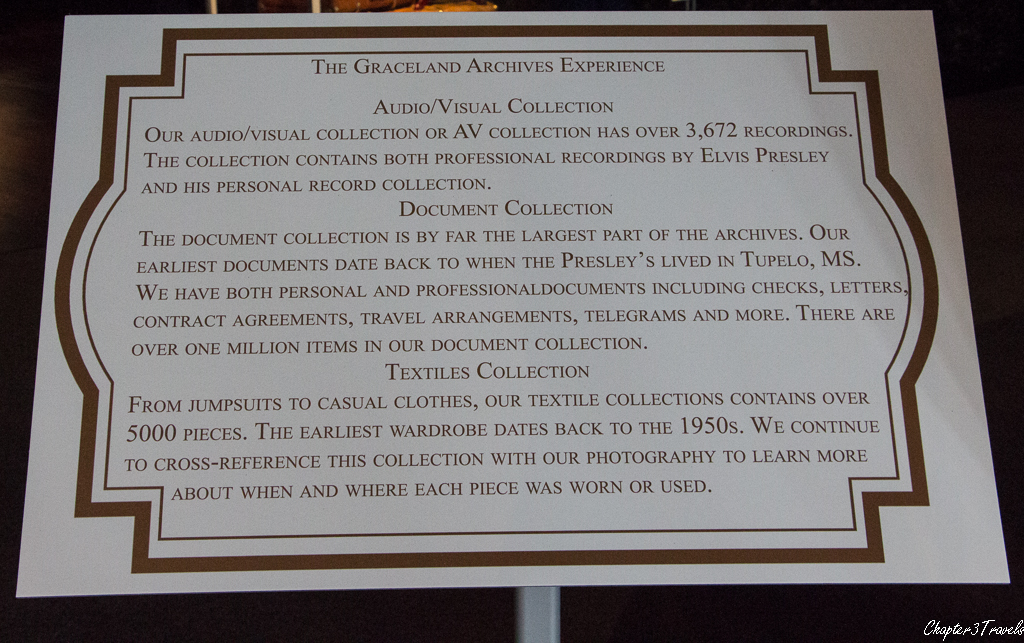 The Graceland Archives Experience
Audio/Visual Collection
Our audio/visual collection or AV collection has over 3,672 recordings.
The collection contains both professional recordings by Elvis Presley
and his personal record collection.
Document Collection
The document collection is by far the largest part of the archives. Our
earliest documents date back to when the Presley's lived in Tupelo, MS.
We have both personal and professionaldocuments including checks, letters,
contract agreements, travel arrangements, telegrams and more. There are
over one million items in our document collection.
Textiles Collection
From jumpsuits to casual clothes, our textile collections contains over
5000 pieces. The earliest wardrobe dates back to the 1950s. We continue
to cross-reference this collection with our photography to learn more
about when and where each piece was worn or used.
Chapter3Travels